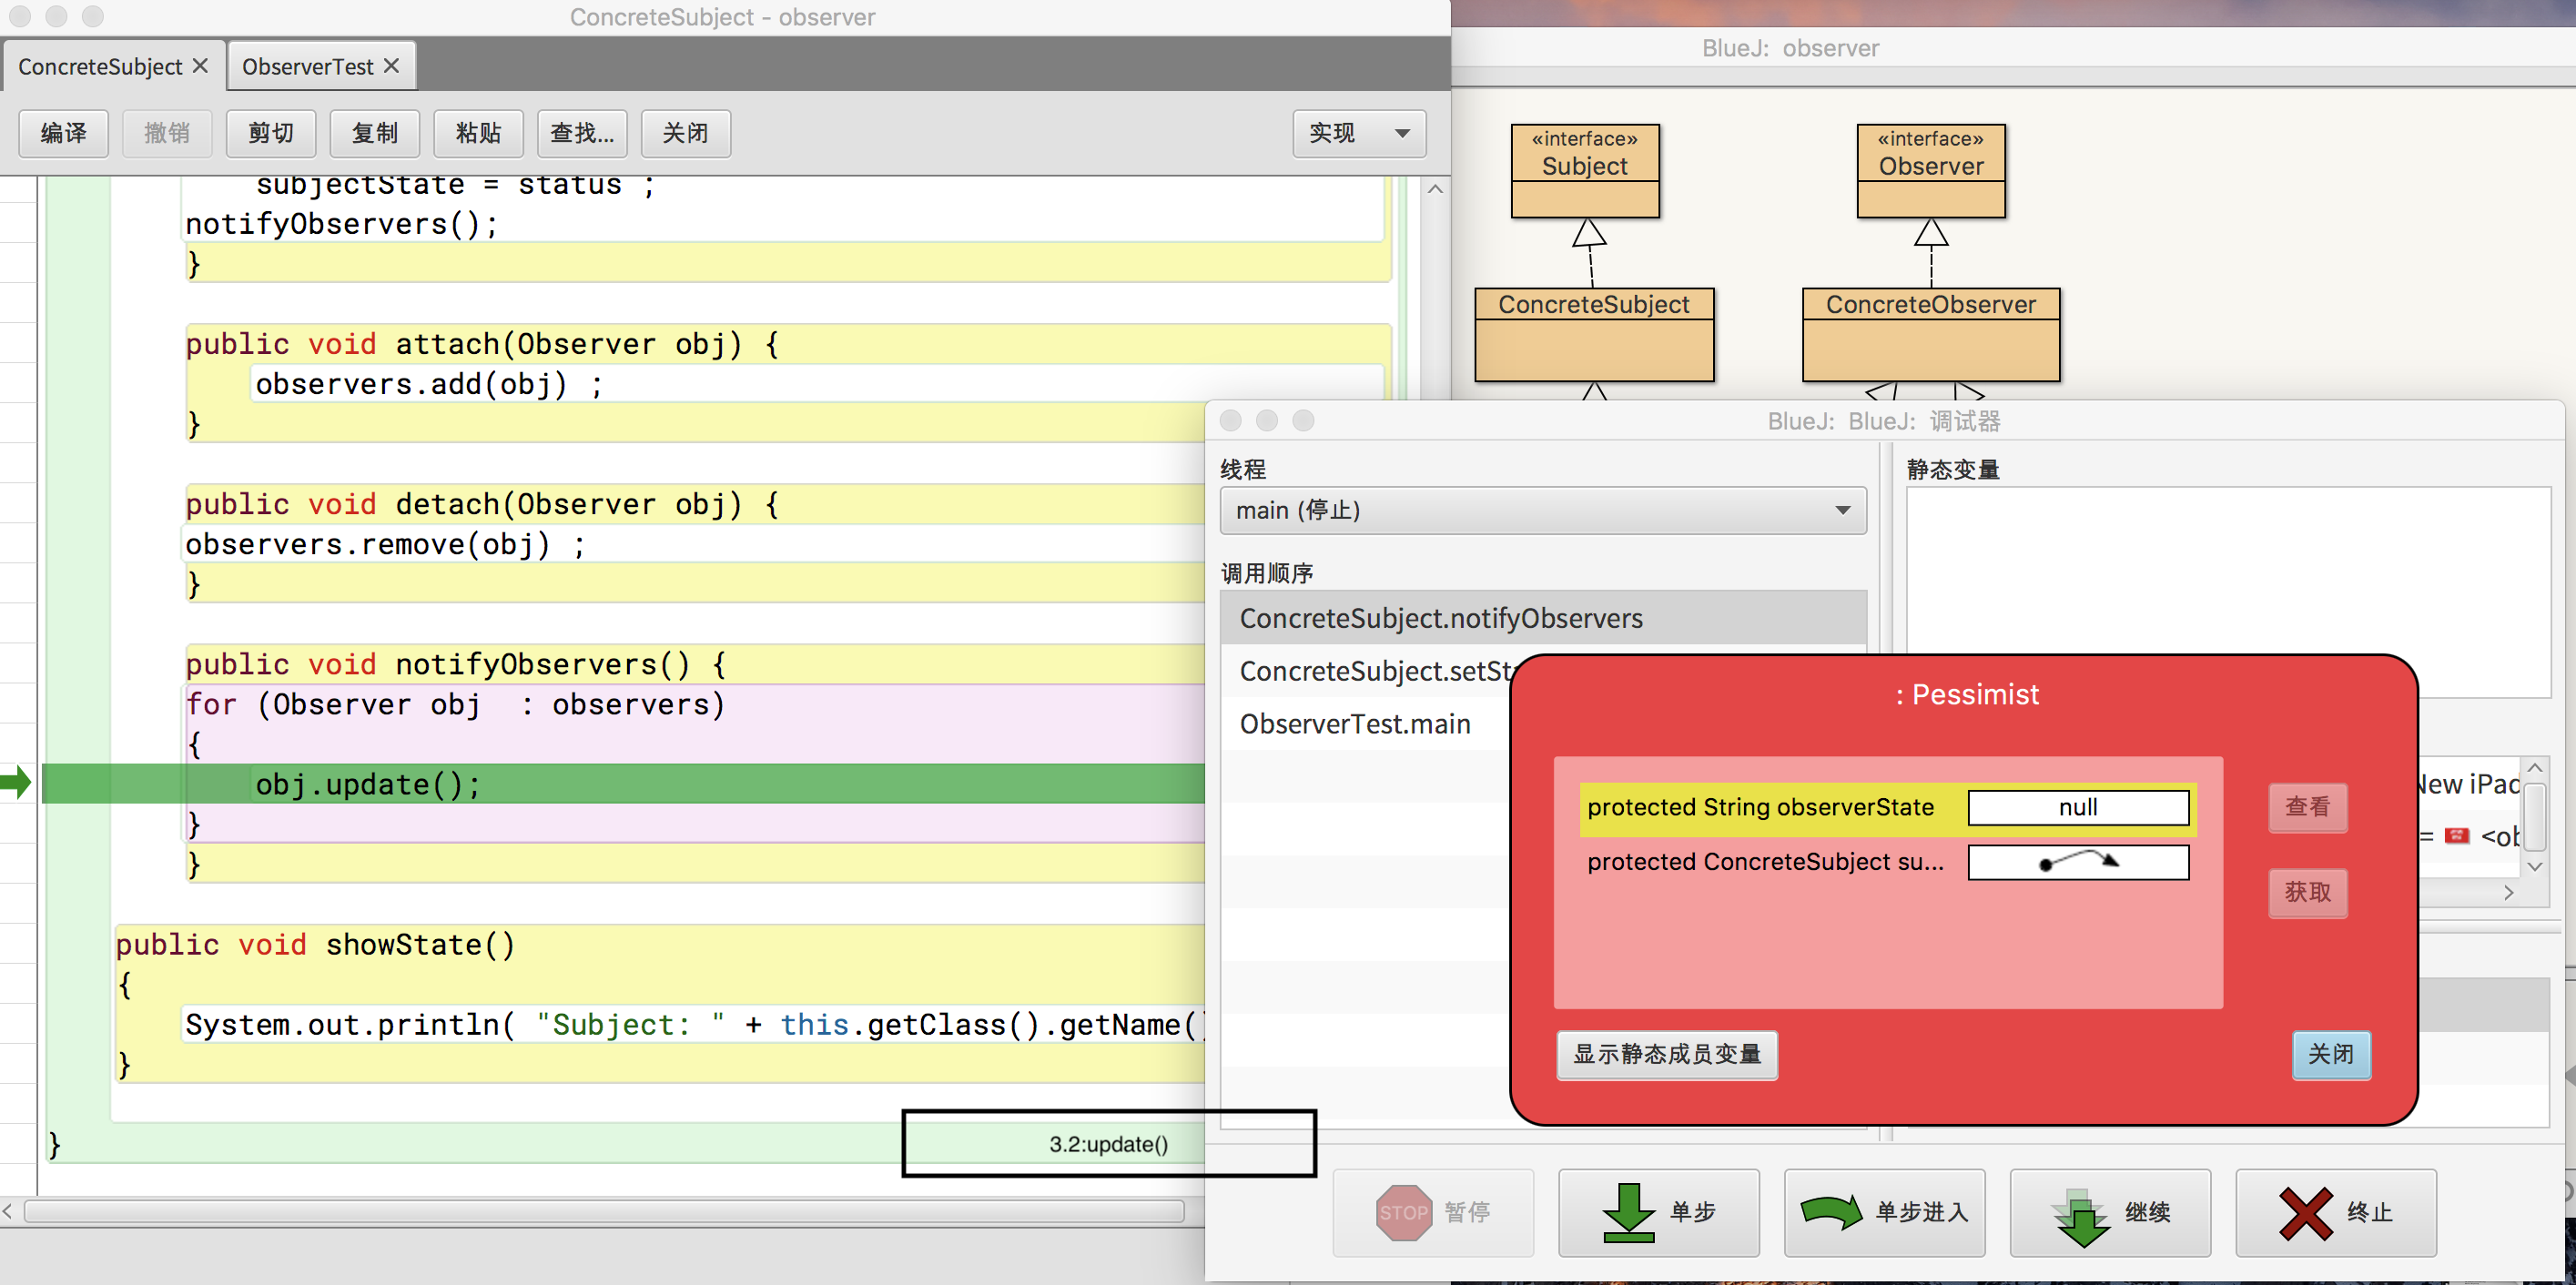 ConcreteSubject - observer
ConcreteSubject ✕
ObserverTest ✕
编译
撤销
剪切
复制
粘贴
查找...
关闭
实现
subjectState = status ;
notifyObservers();
}
public void attach(Observer obj) {
observers.add(obj) ;
}
public void detach(Observer obj) {
observers.remove(obj) ;
}
public void notifyObservers() {
for (Observer obj  : observers)
{
obj.update();
}
}
public void showState()
{
System.out.println( "Subject: " + this.getClass().getName()
}
}
3.2:update()
BlueJ: observer
«interface»
Subject
«interface»
Observer
ConcreteSubject
ConcreteObserver
BlueJ: BlueJ: 调试器
线程
main (停止)
调用顺序
ConcreteSubject.notifyObservers
ConcreteSubject.setSt
ObserverTest.main
静态变量
New iPad
= <ob
: Pessimist
protected String observerState
null
protected ConcreteSubject su...
查看
获取
显示静态成员变量
关闭
STOP 暂停
单步
单步进入
继续
终止